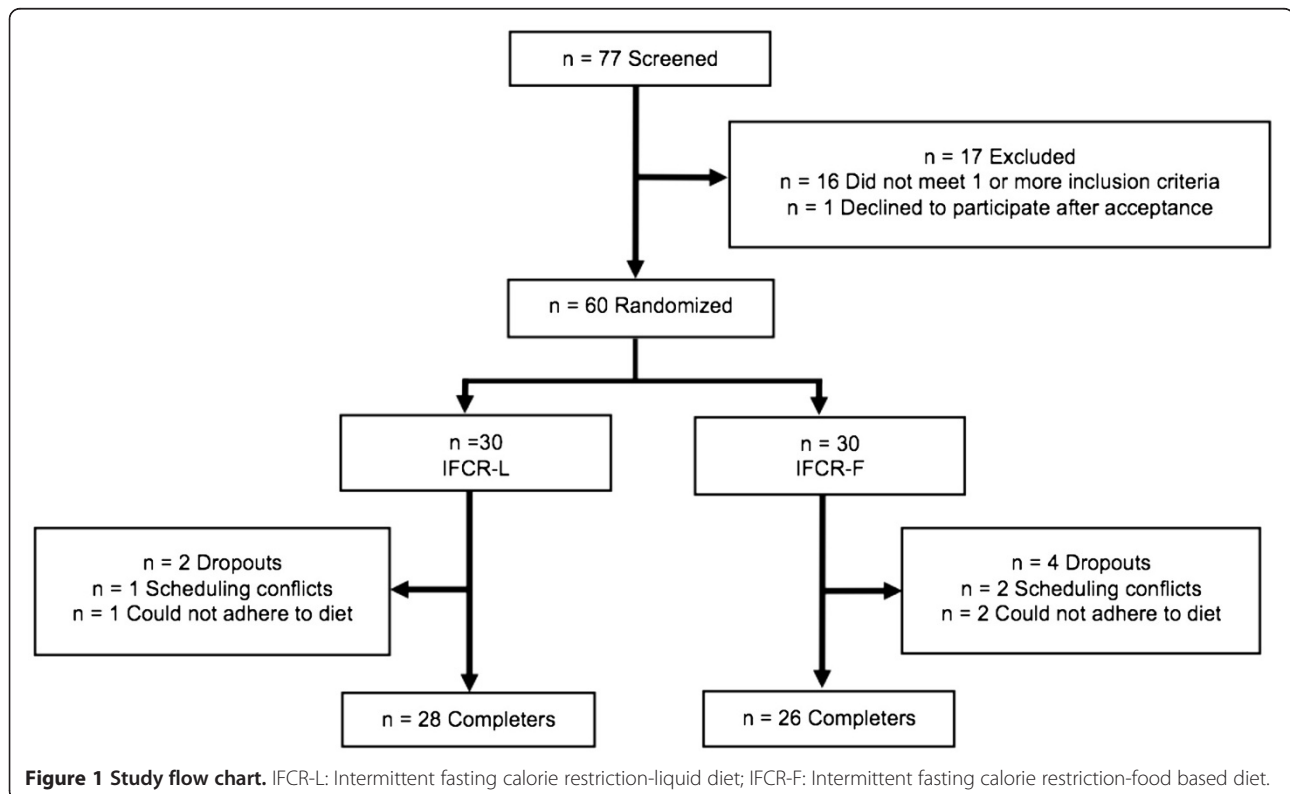 n = 77 Screened
n = 17 Excluded
n = 16 Did not meet 1 or more inclusion criteria
n = 1 Declined to participate after acceptance
n = 60 Randomized
n =30
IFCR-L
n = 30
IFCR-F
n = 2 Dropouts
n = 1 Scheduling conflicts
n = 1 Could not adhere to diet
n = 4 Dropouts
n = 2 Scheduling conflicts
n = 2 Could not adhere to diet
n = 28 Completers
n = 26 Completers
Figure 1 Study flow chart. IFCR-L: Intermittent fasting calorie restriction-liquid diet; IFCR-F: Intermittent fasting calorie restriction-food based diet.